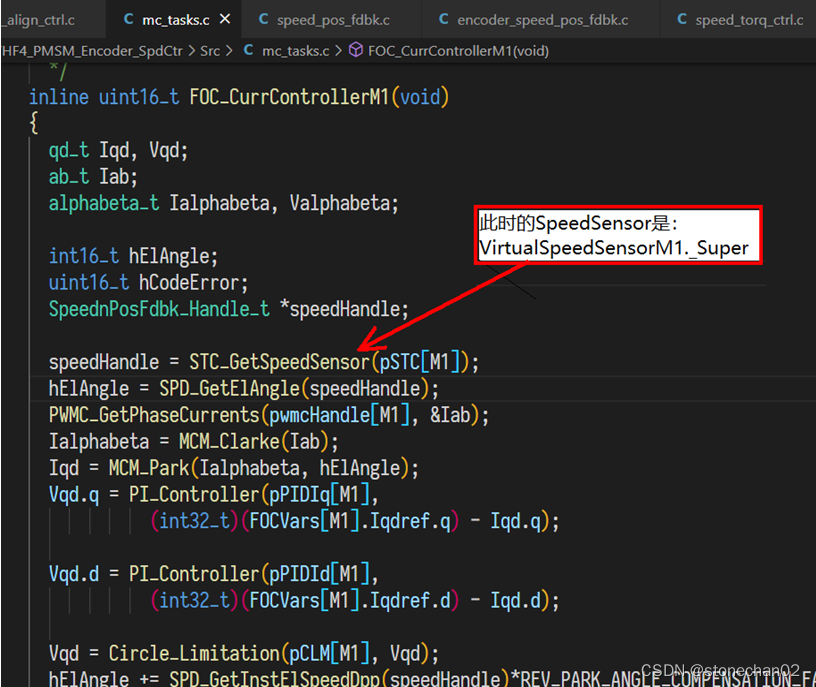 _align_ctrl.c C mc_tasks.c × C speed_pos_fdbk.c C encoder_speed_pos_fdbk.c C speed_torq_ctrl.c
HF4_PMSM_Encoder_SpdCtr > Src > C mc_tasks.c > FOC_CurrControllerM1(void)
*/
inline uint16_t FOC_CurrControllerM1(void)
{
qd_t Iqd, Vqd;
ab_t Iab;
alphabeta_t Ialphabeta, Valphabeta;
此时的SpeedSensor是:
VirtualSpeedSensorM1._Super
int16_t hElAngle;
uint16_t hCodeError;
SpeednPosFdbk_Handle_t *speedHandle;
speedHandle = STC_GetSpeedSensor(pSTC[M1]);
hElAngle = SPD_GetElAngle(speedHandle);
PWMC_GetPhaseCurrents(pwmcHandle[M1], &Iab);
Ialphabeta = MCM_Clarke(Iab);
Iqd = MCM_Park(Ialphabeta, hElAngle);
Vqd.q = PI_Controller(pPIDIq[M1],
(int32_t)(FOCVars[M1].Iqdref.q) - Iqd.q);
Vqd.d = PI_Controller(pPIDId[M1],
(int32_t)(FOCVars[M1].Iqdref.d) - Iqd.d);
Vqd = Circle_Limitation(pCLM[M1], Vqd);
hElAngle += SPD_GetInstElSpeedDpp(speedHandle)*REV_PARK_ANGLE_COMPENSATION_FA
CSDN @stonechan02